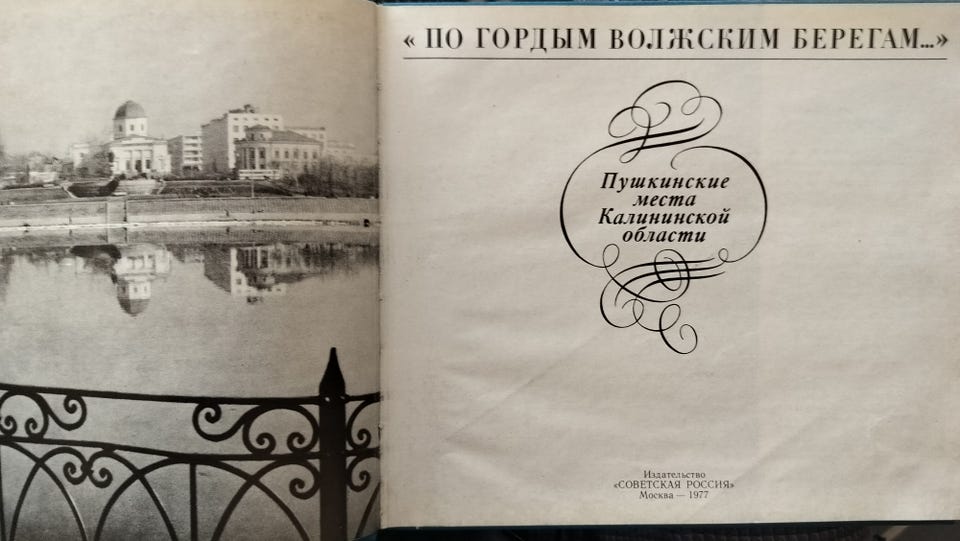 « ПО ГОРДЫМ ВОЛЖСКИМ БЕРЕГАМ...»
Пушкинские
места
Калининской
области
Издательство
«СОВЕТСКАЯ РОССИЯ»
Москва — 1977